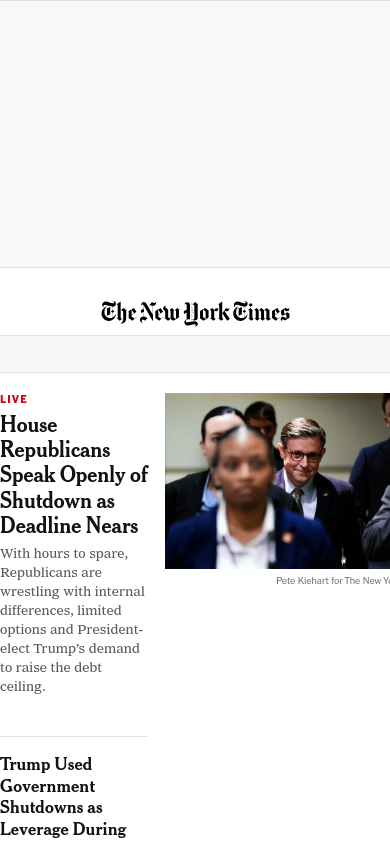 The New York Times
LIVE
House
Republicans
Speak Openly of
Shutdown as
Deadline Nears
With hours to spare,
Republicans are
wrestling with internal
differences, limited
options and President-
elect Trump’s demand
to raise the debt
ceiling.
Pete Kiehart for The New Yo
Trump Used
Government
Shutdowns as
Leverage During